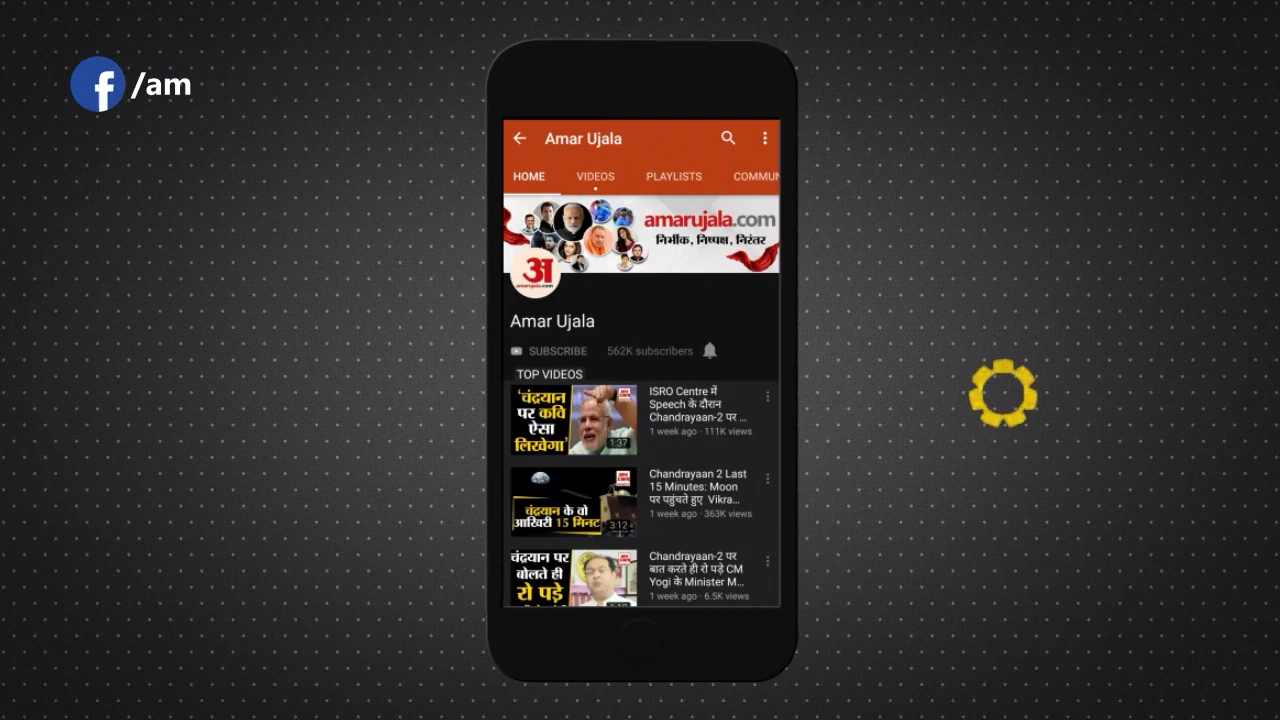 f/am
Amar Ujala
HOME VIDEOS PLAYLISTS COMMUN
amarujala.com
निर्भीक, निष्पक्ष, निरंतर
अ
amarujala.com
Amar Ujala
SUBSCRIBE 562K subscribers
TOP VIDEOS
'चंद्रयान
पर कवि
ऐसा
लिखेगा'
1:37
ISRO Centre में
Speech के दौरान
Chandrayaan-2 पर ...
1 week ago · 111K views
चंद्रयान के वो
आखिरी 15 मिनट
3:12
Chandrayaan 2 Last
15 Minutes: Moon
पर पहुंचते हुए Vikra...
1 week ago · 363K views
चंद्रयान पर
बोलते ही
रो पड़े
Chandrayaan-2 पर
बात करते ही रो पड़े CM
Yogi के Minister M...
1 week ago · 6.5K views